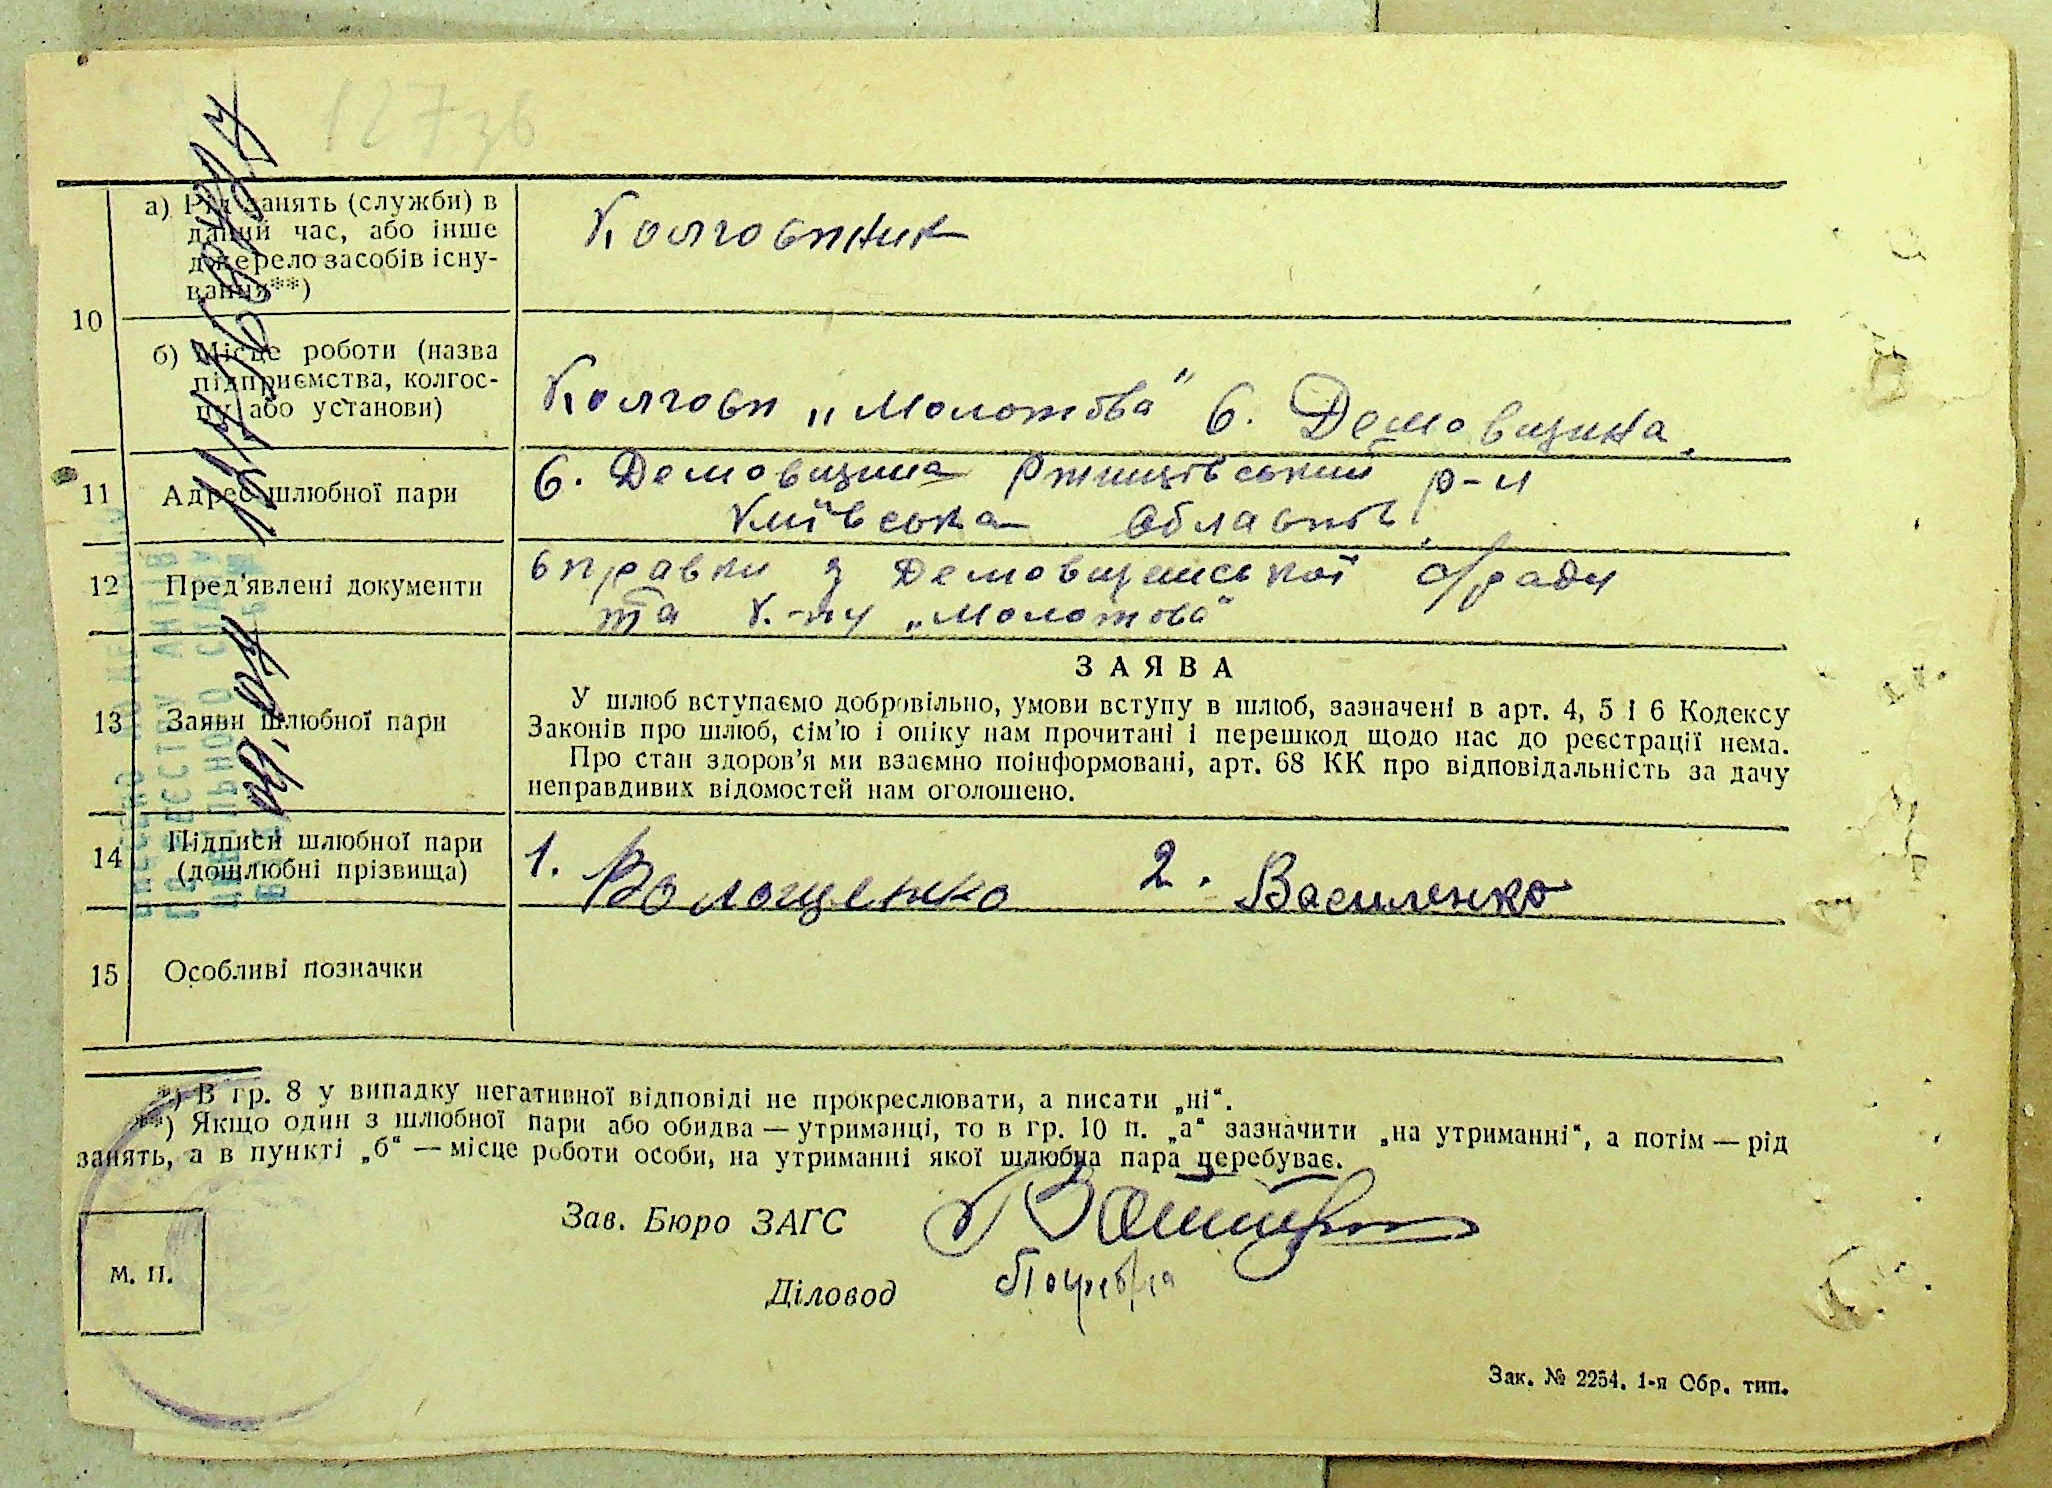 127 зв
10
а) Рід занять (служби) в
даний час, або інше
джерело засобів існу-
вання**)
Колгоспник
б) Місце роботи (назва
підприємства, колгос-
пу або установи)
Колгосп „Молотова" с. Демовщина.
11 Адрес шлюбної пари
с. Демовщина Ржищівський р-н
Київська область.
12 Пред'явлені документи
справки з Демовщинської с/ради
та к-пу „Молотова"
13 Заяви шлюбної пари
ЗАЯВА
У шлюб вступаємо добровільно, умови вступу в шлюб, зазначені в арт. 4, 5 і 6 Кодексу
Законів про шлюб, сім'ю і опіку нам прочитані і перешкод щодо нас до реєстрації нема.
Про стан здоров'я ми взаємно поінформовані, арт. 68 КК про відповідальність за дачу
неправдивих відомостей нам оголошено.
14 Підписи шлюбної пари
(дошлюбні прізвища)
1. Волощенко 2. Василенко
15 Особливі позначки
*) В гр. 8 у випадку негативної відповіді не прокреслювати, а писати „ні".
**) Якщо один з шлюбної пари або обидва — утриманці, то в гр. 10 п. „а" зазначити „на утриманні", а потім — рід
занять, а в пункті „б" — місце роботи особи, на утриманні якої шлюбна пара перебуває.
Зав. Бюро ЗАГС
Діловод
М. П.
Зак. № 2254. 1-я Обр. тип.